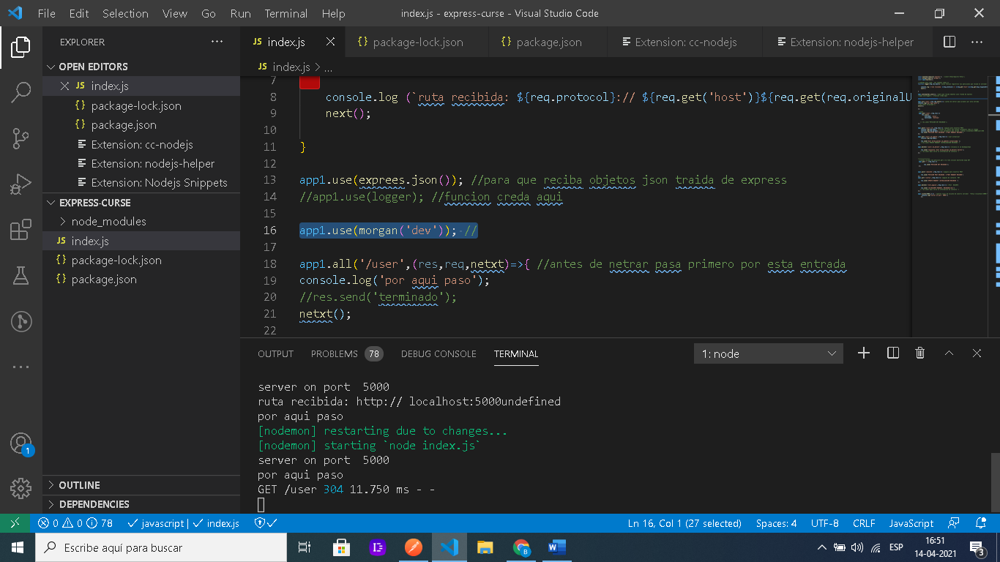 File Edit Selection View Go Run Terminal Help index.js - express-curse - Visual Studio Code
EXPLORER
OPEN EDITORS
JS index.js
{} package-lock.json
{} package.json
Extension: cc-nodejs
Extension: nodejs-helper
Extension: Nodejs Snippets
EXPRESS-CURSE
node_modules
JS index.js
{} package-lock.json
{} package.json
OUTLINE
DEPENDENCIES
1
JS index.js {} package-lock.json {} package.json Extension: cc-nodejs Extension: nodejs-helper
JS index.js > ...
7
8 console.log (`ruta recibida: ${req.protocol}:// ${req.get('host')}${req.get(req.originalU
9 next();
10
11 }
12
13 app1.use(exprees.json()); //para que reciba objetos json traida de express
14 //app1.use(logger); //funcion creda aqui
15
16 app1.use(morgan('dev')); //
17
18 app1.all('/user',(res,req,netxt)=>{ //antes de netrar pasa primero por esta entrada
19 console.log('por aqui paso');
20 //res.send('terminado');
21 netxt();
22
OUTPUT PROBLEMS 78 DEBUG CONSOLE TERMINAL 1: node
server on port  5000
ruta recibida: http:// localhost:5000undefined
por aqui paso
[nodemon] restarting due to changes...
[nodemon] starting `node index.js`
server on port  5000
por aqui paso
GET /user 304 11.750 ms - -
0 0 78 javascript | index.js Ln 16, Col 1 (27 selected) Spaces: 4 UTF-8 CRLF JavaScript
Escribe aquí para buscar
ESP
16:51
14-04-2021
3